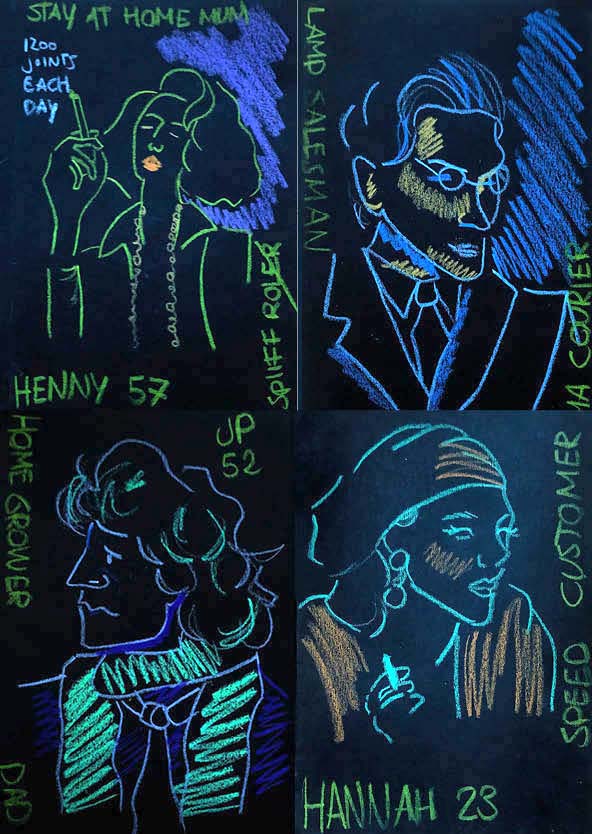 STAY AT HOME MUM
1200
JOINTS
EACH
DAY
SPliFF ROLER
HENNY 57
LAMP SALESMAN
COURIER
HOME GROWER
JP
52
DAD
SPEED CUSTOMER
HANNAH 23